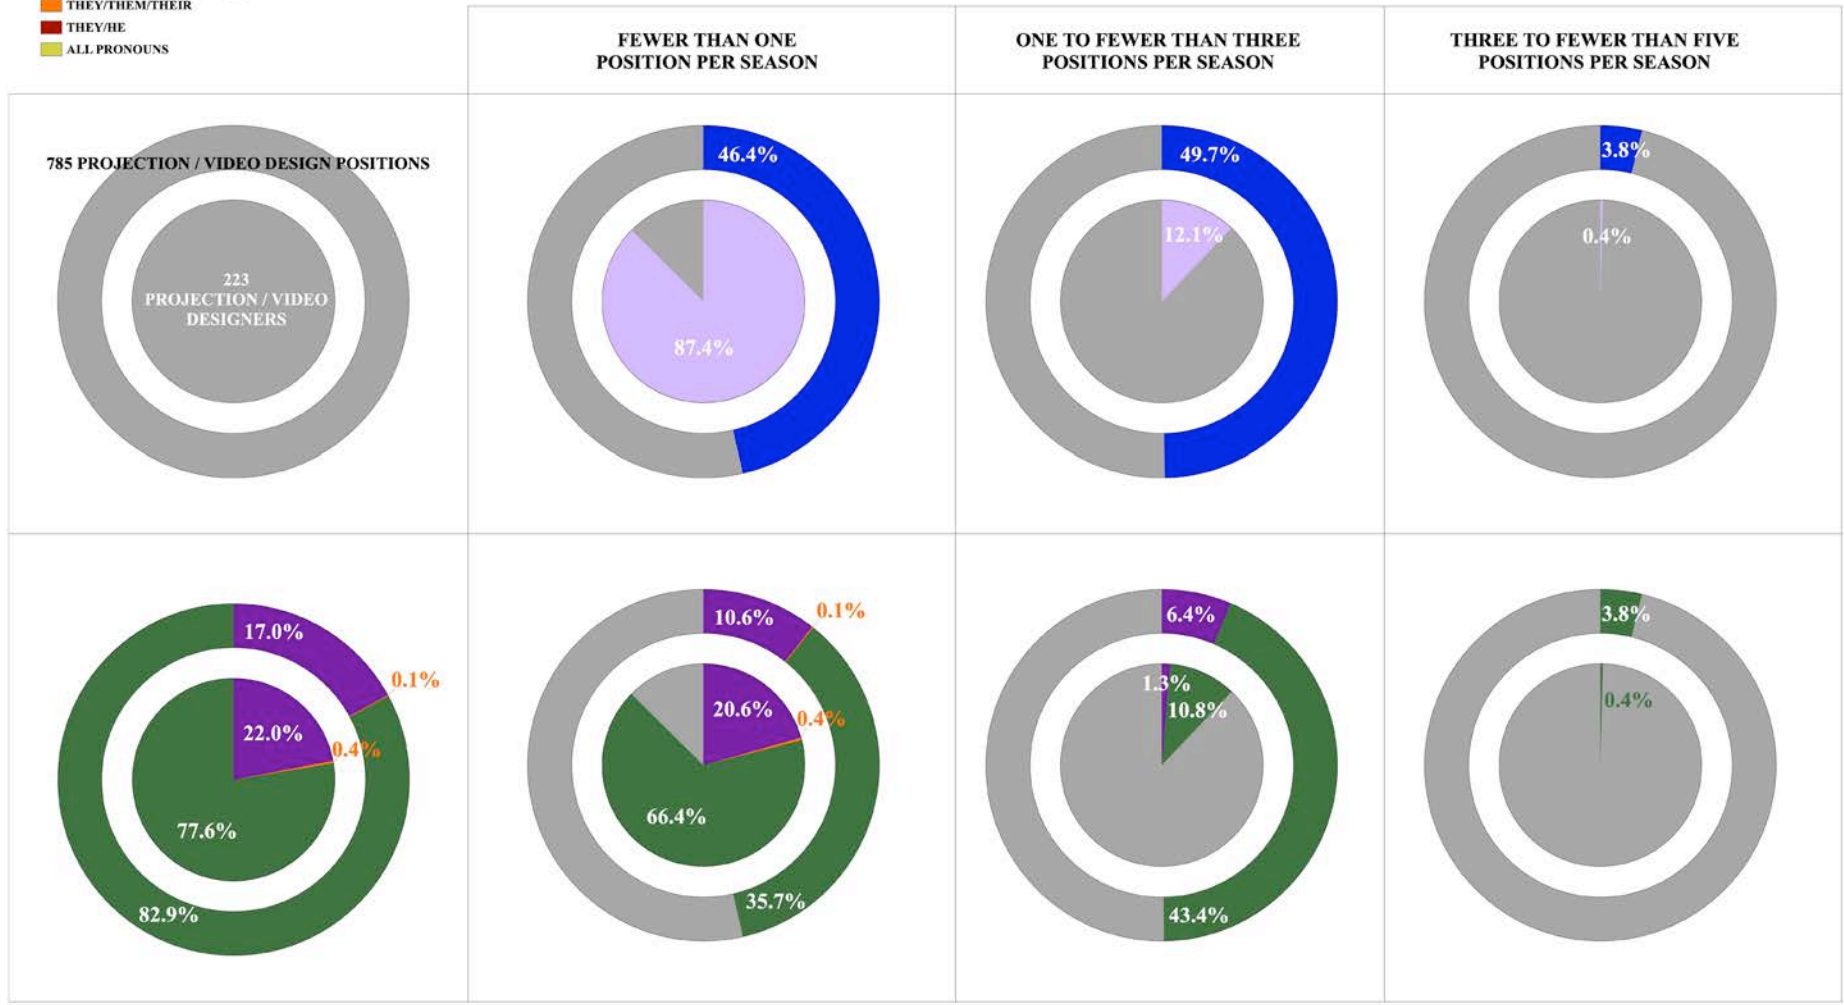 THEY/THEM/THEIR
THEY/HE
ALL PRONOUNS
FEWER THAN ONE
POSITION PER SEASON
ONE TO FEWER THAN THREE
POSITIONS PER SEASON
THREE TO FEWER THAN FIVE
POSITIONS PER SEASON
785 PROJECTION / VIDEO DESIGN POSITIONS
223
PROJECTION / VIDEO
DESIGNERS
46.4%
87.4%
49.7%
12.1%
3.8%
0.4%
17.0%
0.1%
22.0%
0.4%
77.6%
82.9%
10.6%
0.1%
20.6%
0.4%
66.4%
35.7%
6.4%
1.3%
10.8%
43.4%
3.8%
0.4%